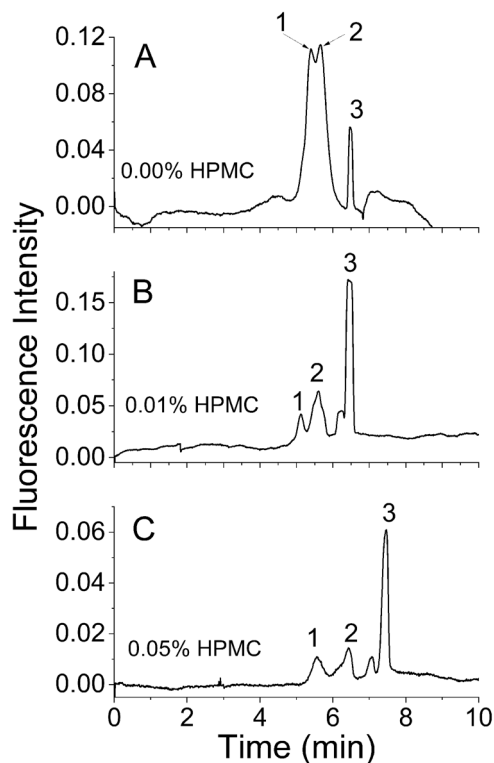 Fluorescence Intensity
0.12
0.08
0.04
0.00
A
1
2
3
0.00% HPMC
0.15
0.10
0.05
0.00
B
1
2
3
0.01% HPMC
0.06
0.04
0.02
0.00
C
1
2
3
0.05% HPMC
0 2 4 6 8 10
Time (min)